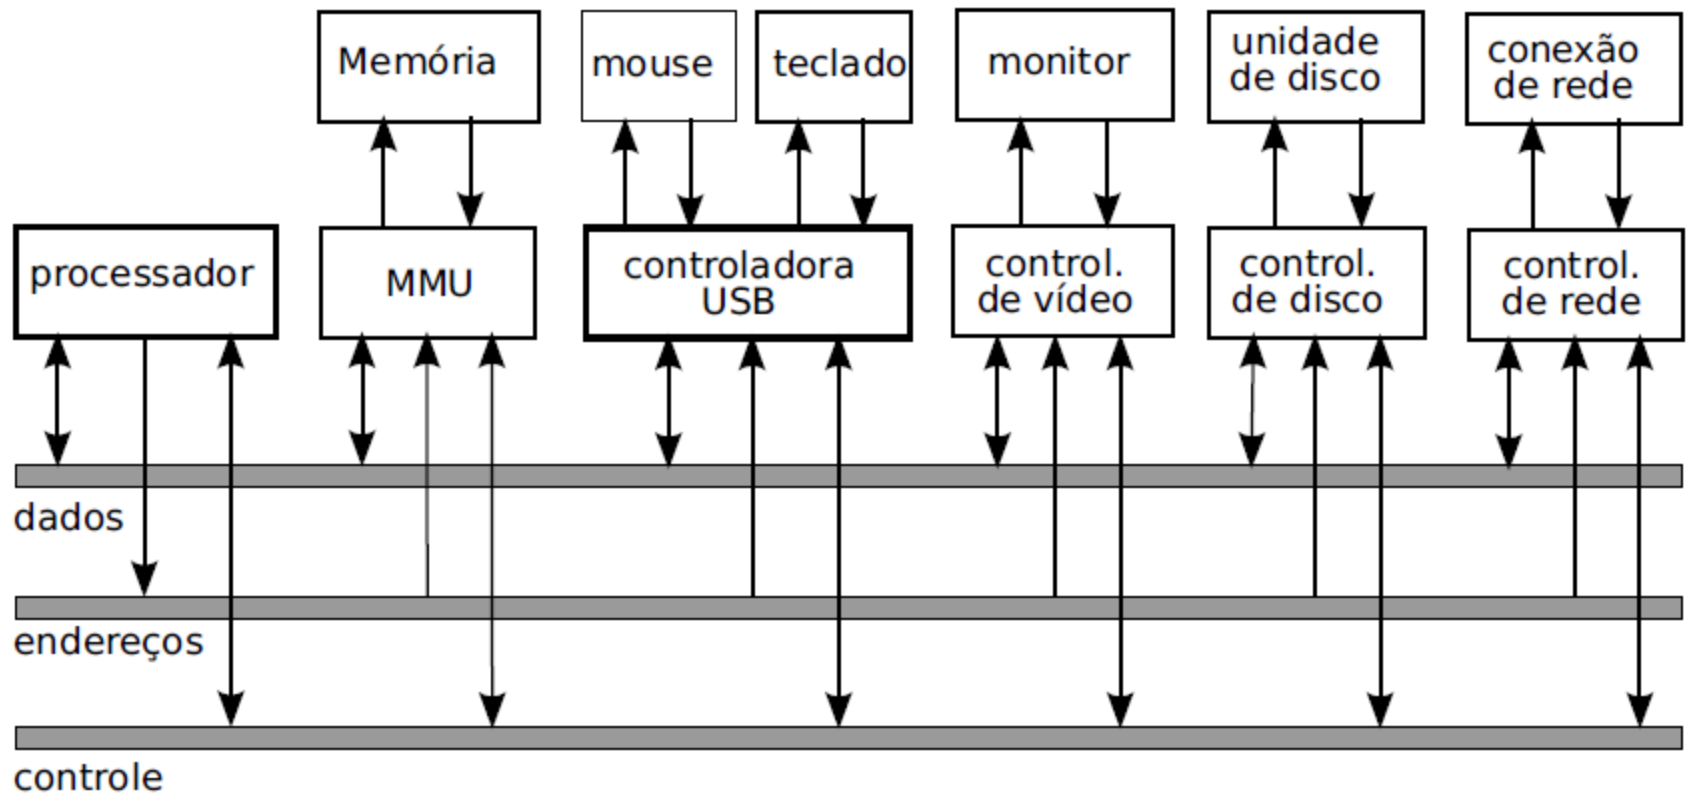 Memória
mouse
teclado
monitor
unidade
de disco
conexão
de rede
processador
MMU
controladora
USB
control.
de vídeo
control.
de disco
control.
de rede
dados
endereços
controle